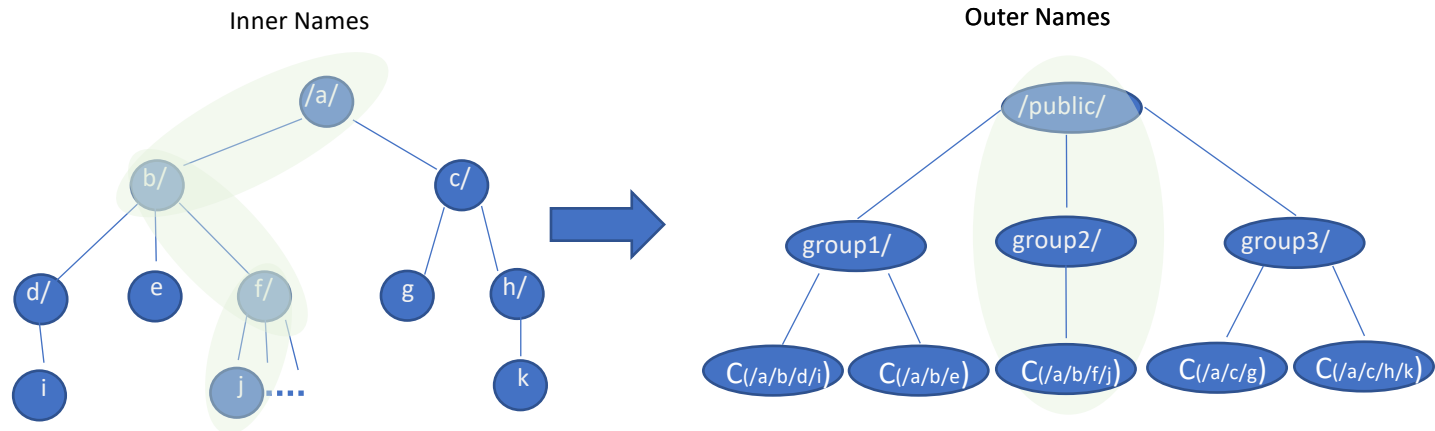 Inner Names
Outer Names
/a/
/public/
b/
c/
group1/
group2/
group3/
d/
e
f/
g
h/
i
j
k
C(/a/b/d/i)
C(/a/b/e)
C(/a/b/f/j)
C(/a/c/g)
C(/a/c/h/k)